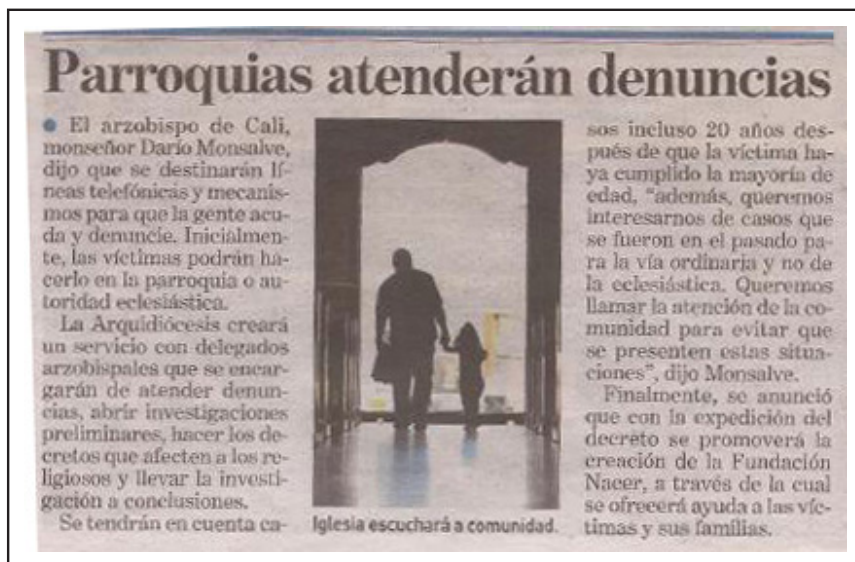 Parroquias atenderán denuncias
● El arzobispo de Cali,
monseñor Darío Monsalve,
dijo que se destinarán lí-
neas telefónicas y mecanis-
mos para que la gente acu-
da y denuncie. Inicialmen-
te, las víctimas podrán ha-
cerlo en la parroquia o au-
toridad eclesiástica.
La Arquidiócesis creará
un servicio con delegados
arzobispales que se encar-
garán de atender denun-
cias, abrir investigaciones
preliminares, hacer los de-
cretos que afecten a los re-
ligiosos y llevar la investi-
gación a conclusiones.
Se tendrán en cuenta ca-
Iglesia escuchará a comunidad.
sos incluso 20 años des-
pués de que la víctima ha-
ya cumplido la mayoría de
edad, “además, queremos
interesarnos de casos que
se fueron en el pasado pa-
ra la vía ordinaria y no de
la eclesiástica. Queremos
llamar la atención de la co-
munidad para evitar que
se presenten estas situa-
ciones”, dijo Monsalve.
Finalmente, se anunció
que con la expedición del
decreto se promoverá la
creación de la Fundación
Nacer, a través de la cual
se ofrecerá ayuda a las víc-
timas y sus familias.